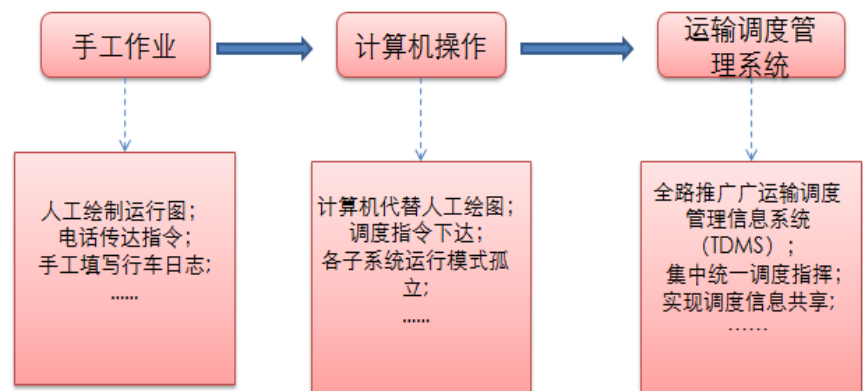 手工作业
计算机操作
运输调度管
理系统
人工绘制运行图；
电话传达指令；
手工填写行车日志；
......
计算机代替人工绘图；
调度指令下达；
各子系统运行模式孤
立；
......
全路推广广运输调度
管理信息系统
（TDMS）；
集中统一调度指挥；
实现调度信息共享；
……